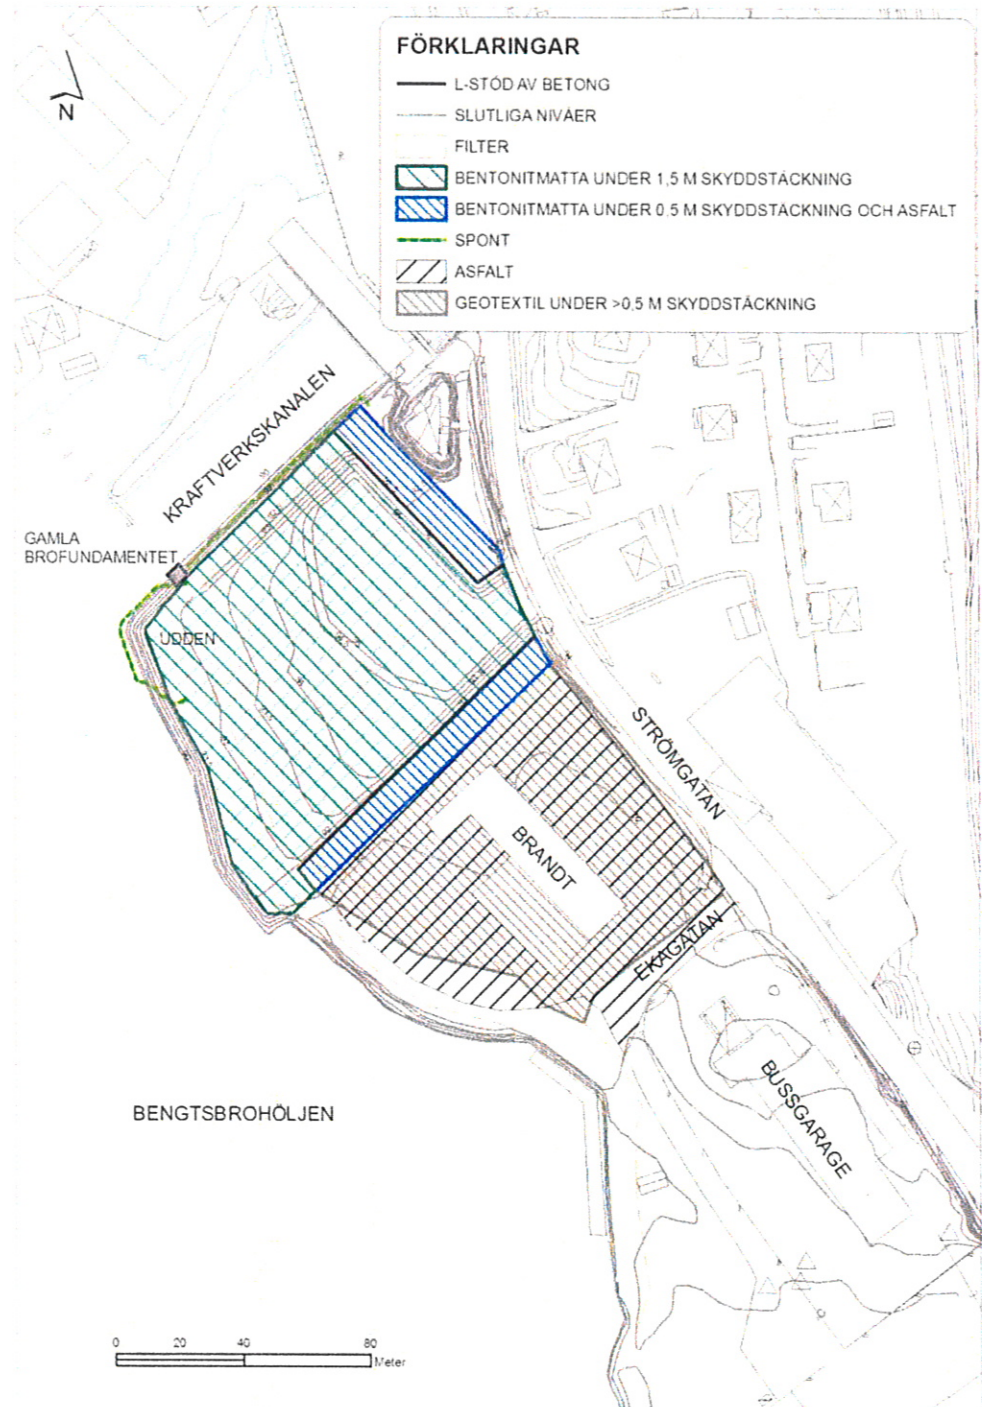 FÖRKLARINGAR
L-STÖD AV BETONG
SLUTLIGA NIVÅER
FILTER
BENTONITMATTA UNDER 1,5 M SKYDDSTÄCKNING
BENTONITMATTA UNDER 0,5 M SKYDDSTÄCKNING OCH ASFALT
SPONT
ASFALT
GEOTEXTIL UNDER >0,5 M SKYDDSTÄCKNING
N
KRAFTVERKSKANALEN
GAMLA
BROFUNDAMENTET
UDDEN
STRÖMGATAN
BRANDT
EKAGATAN
BUSSGARAGE
BENGTSBROHÖLJEN
0 20 40 80
Meter